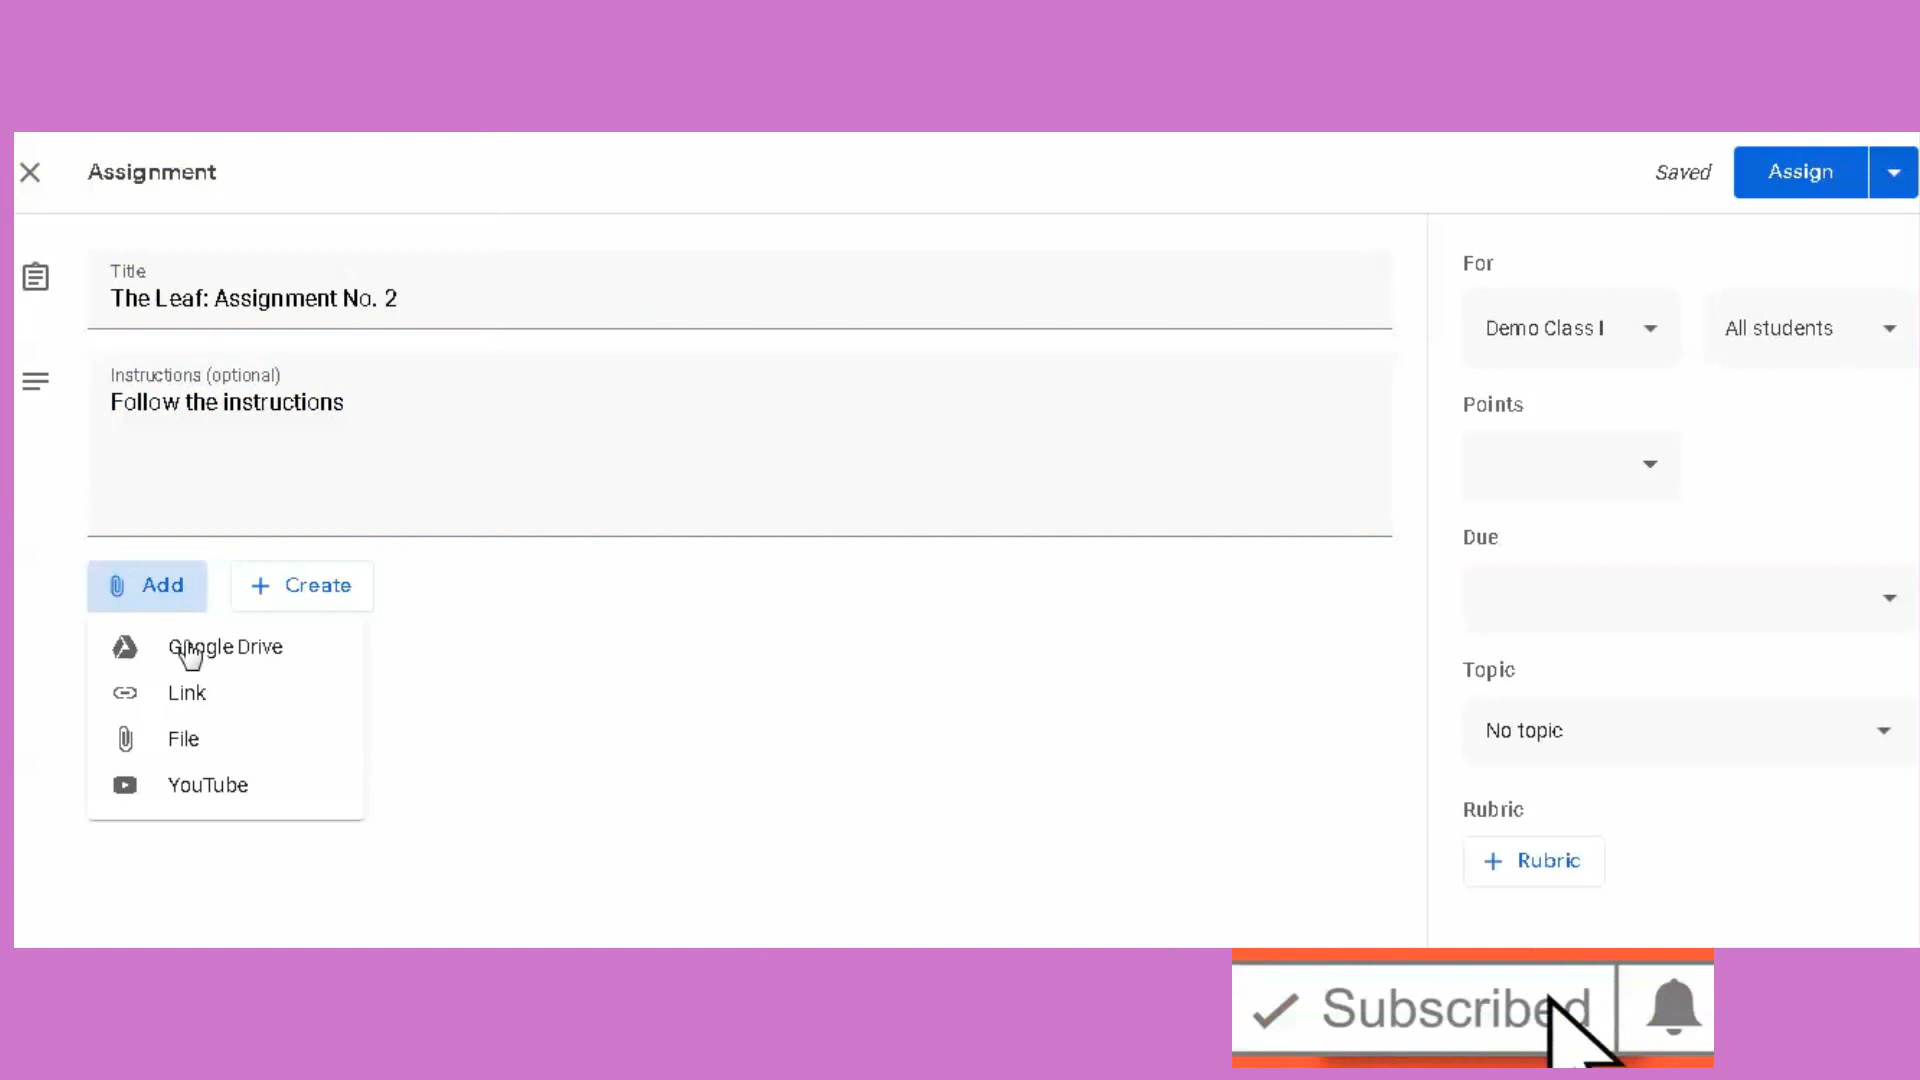 Assignment
Saved
Assign
Title
The Leaf: Assignment No. 2
Instructions (optional)
Follow the instructions
Add
Create
Google Drive
Link
File
YouTube
For
Demo Class I
All students
Points
Due
Topic
No topic
Rubric
Rubric
Subscribed